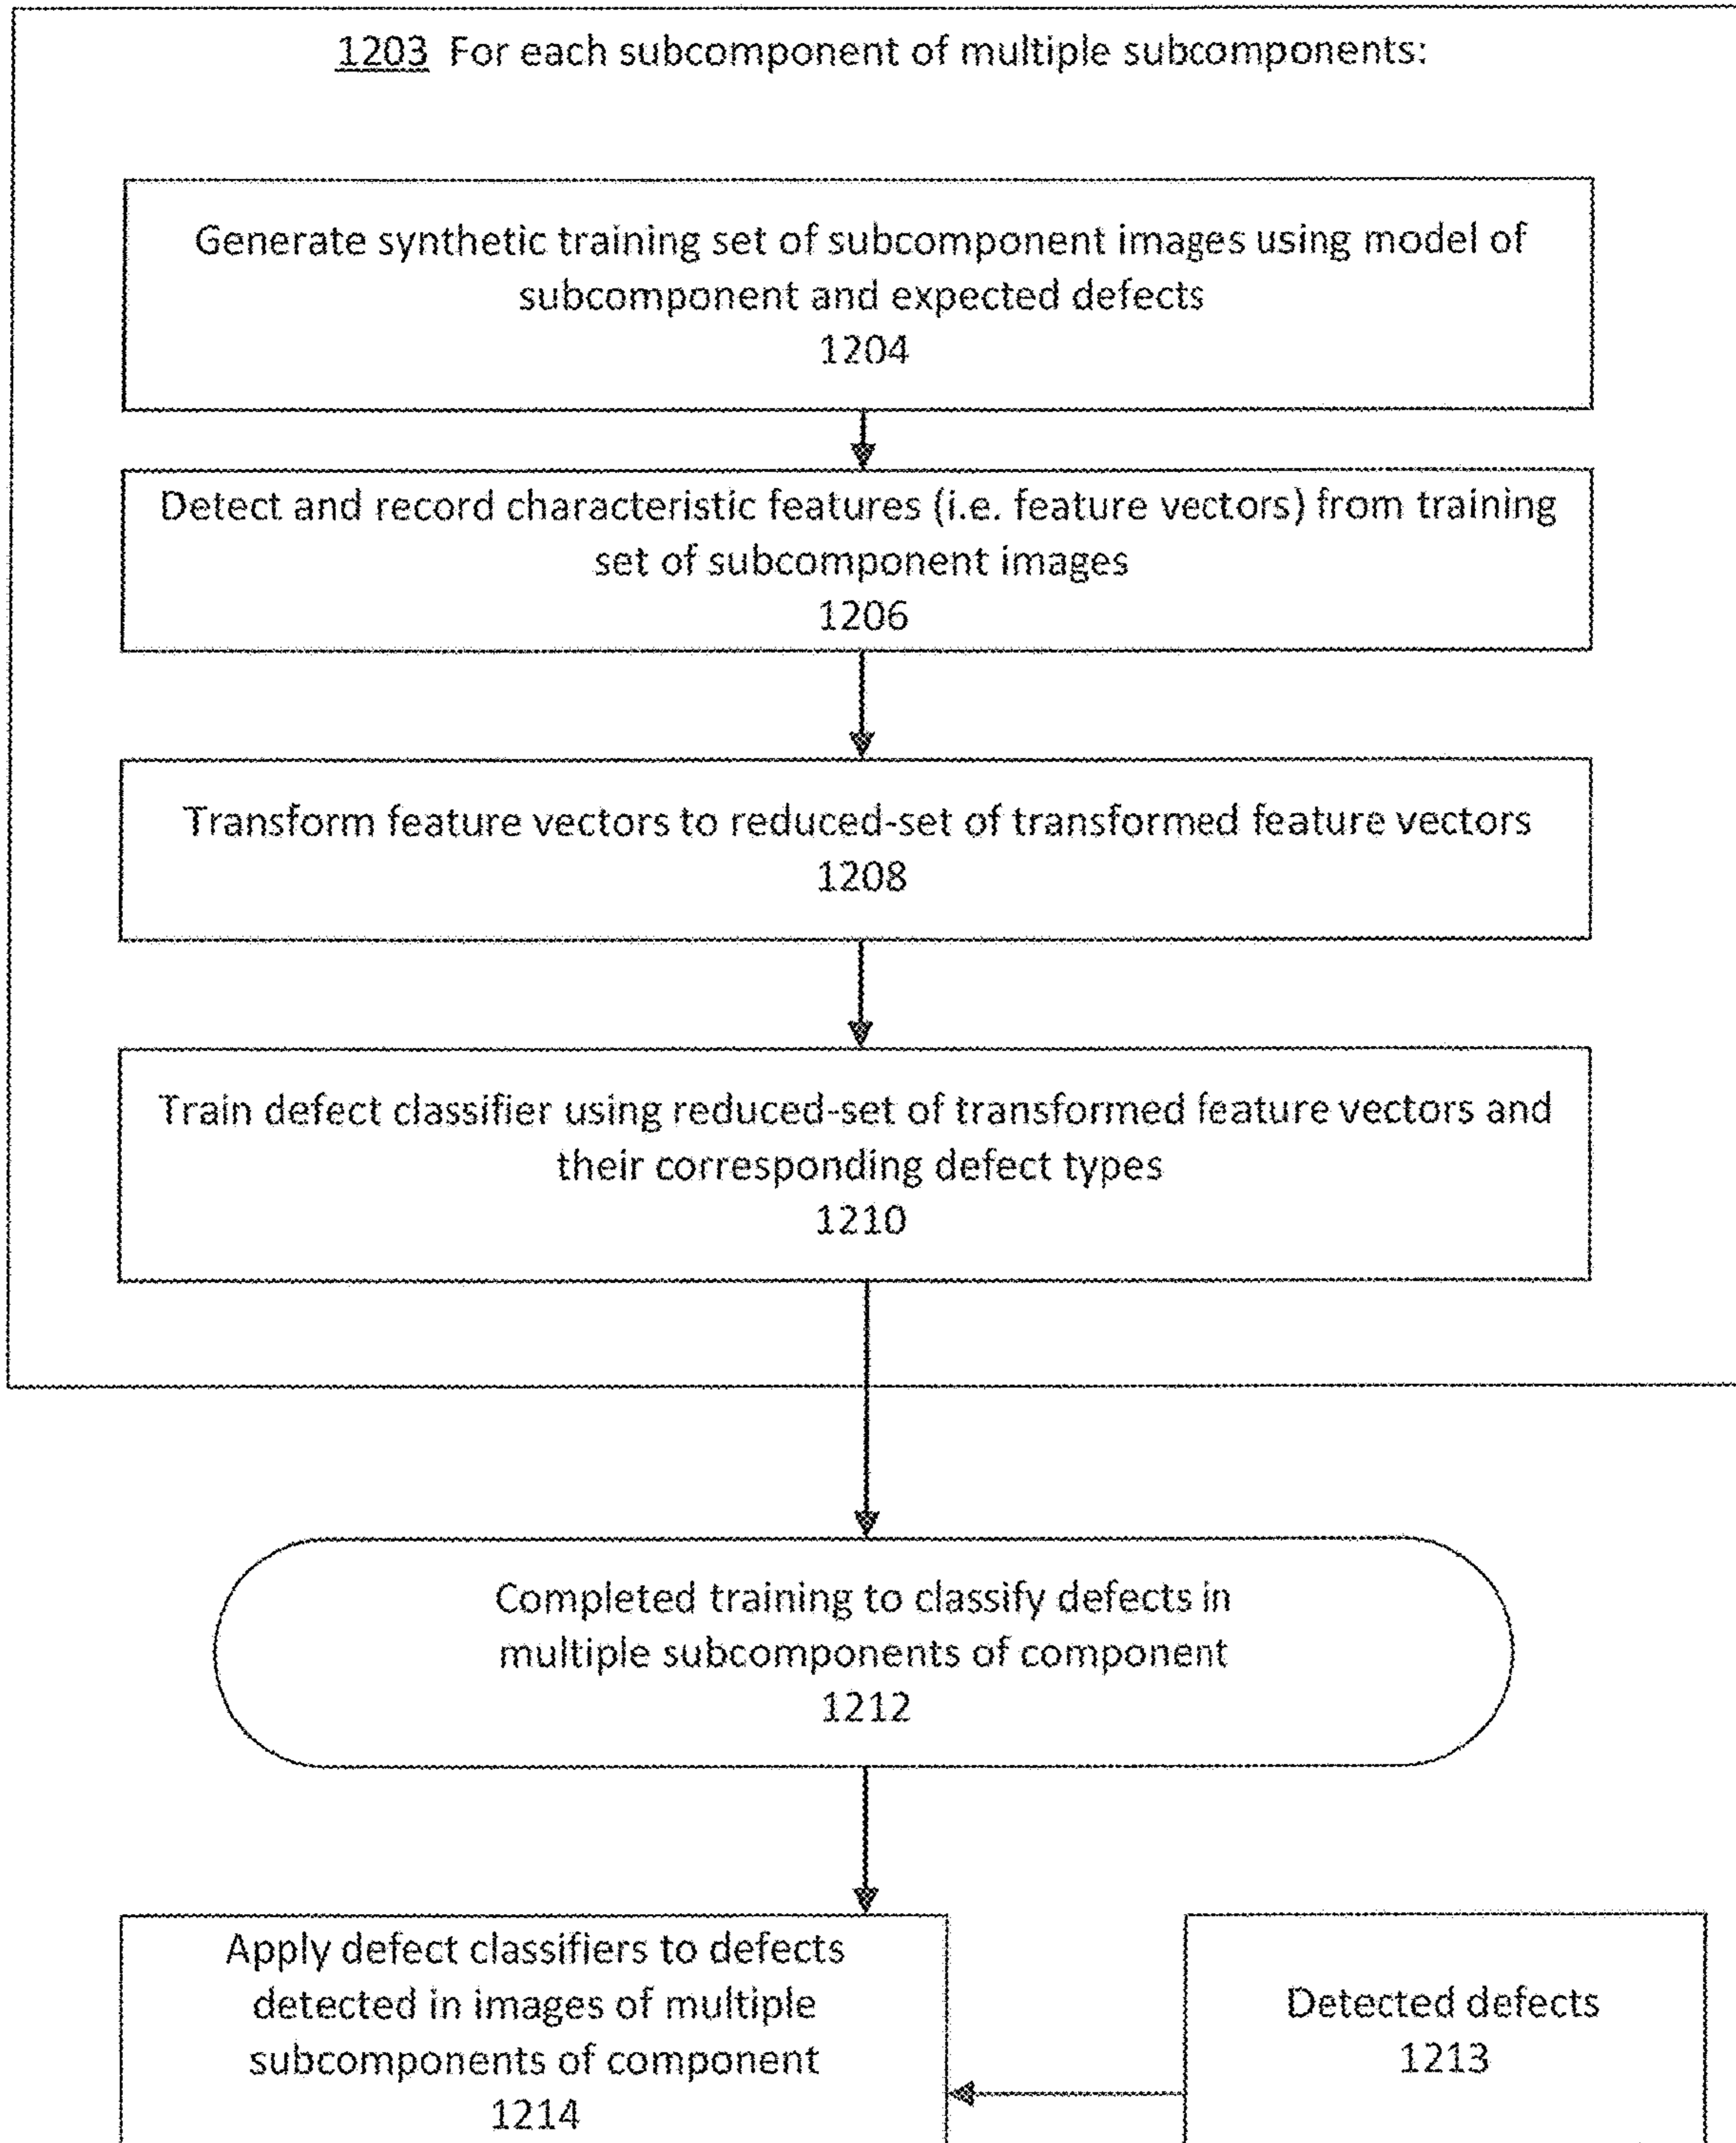 1203 For each subcomponent of multiple subcomponents:
Generate synthetic training set of subcomponent images using model of
subcomponent and expected defects
1204
Detect and record characteristic features (i.e. feature vectors) from training
set of subcomponent images
1206
Transform feature vectors to reduced-set of transformed feature vectors
1208
Train defect classifier using reduced-set of transformed feature vectors and
their corresponding defect types
1210
Completed training to classify defects in
multiple subcomponents of component
1212
Apply defect classifiers to defects
detected in images of multiple
subcomponents of component
1214
Detected defects
1213